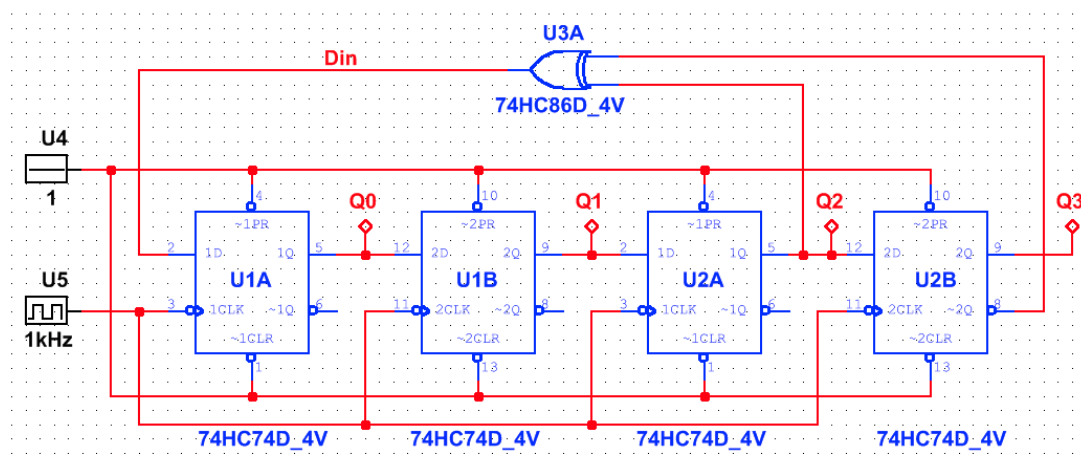 U3A
Din
74HC86D_4V
U4
1
4
10
4
10
Q0
Q1
Q2
Q3
~1PR
~2PR
~1PR
~2PR
2
1D
1Q
5
12
2D
2Q
9
2
1D
1Q
5
12
2D
2Q
9
U5
U1A
U1B
U2A
U2B
3
1CLK
~1Q
6
11
2CLK
~2Q
8
3
1CLK
~1Q
6
11
2CLK
~2Q
8
1kHz
~1CLR
~2CLR
~1CLR
~2CLR
1
13
1
13
74HC74D_4V
74HC74D_4V
74HC74D_4V
74HC74D_4V